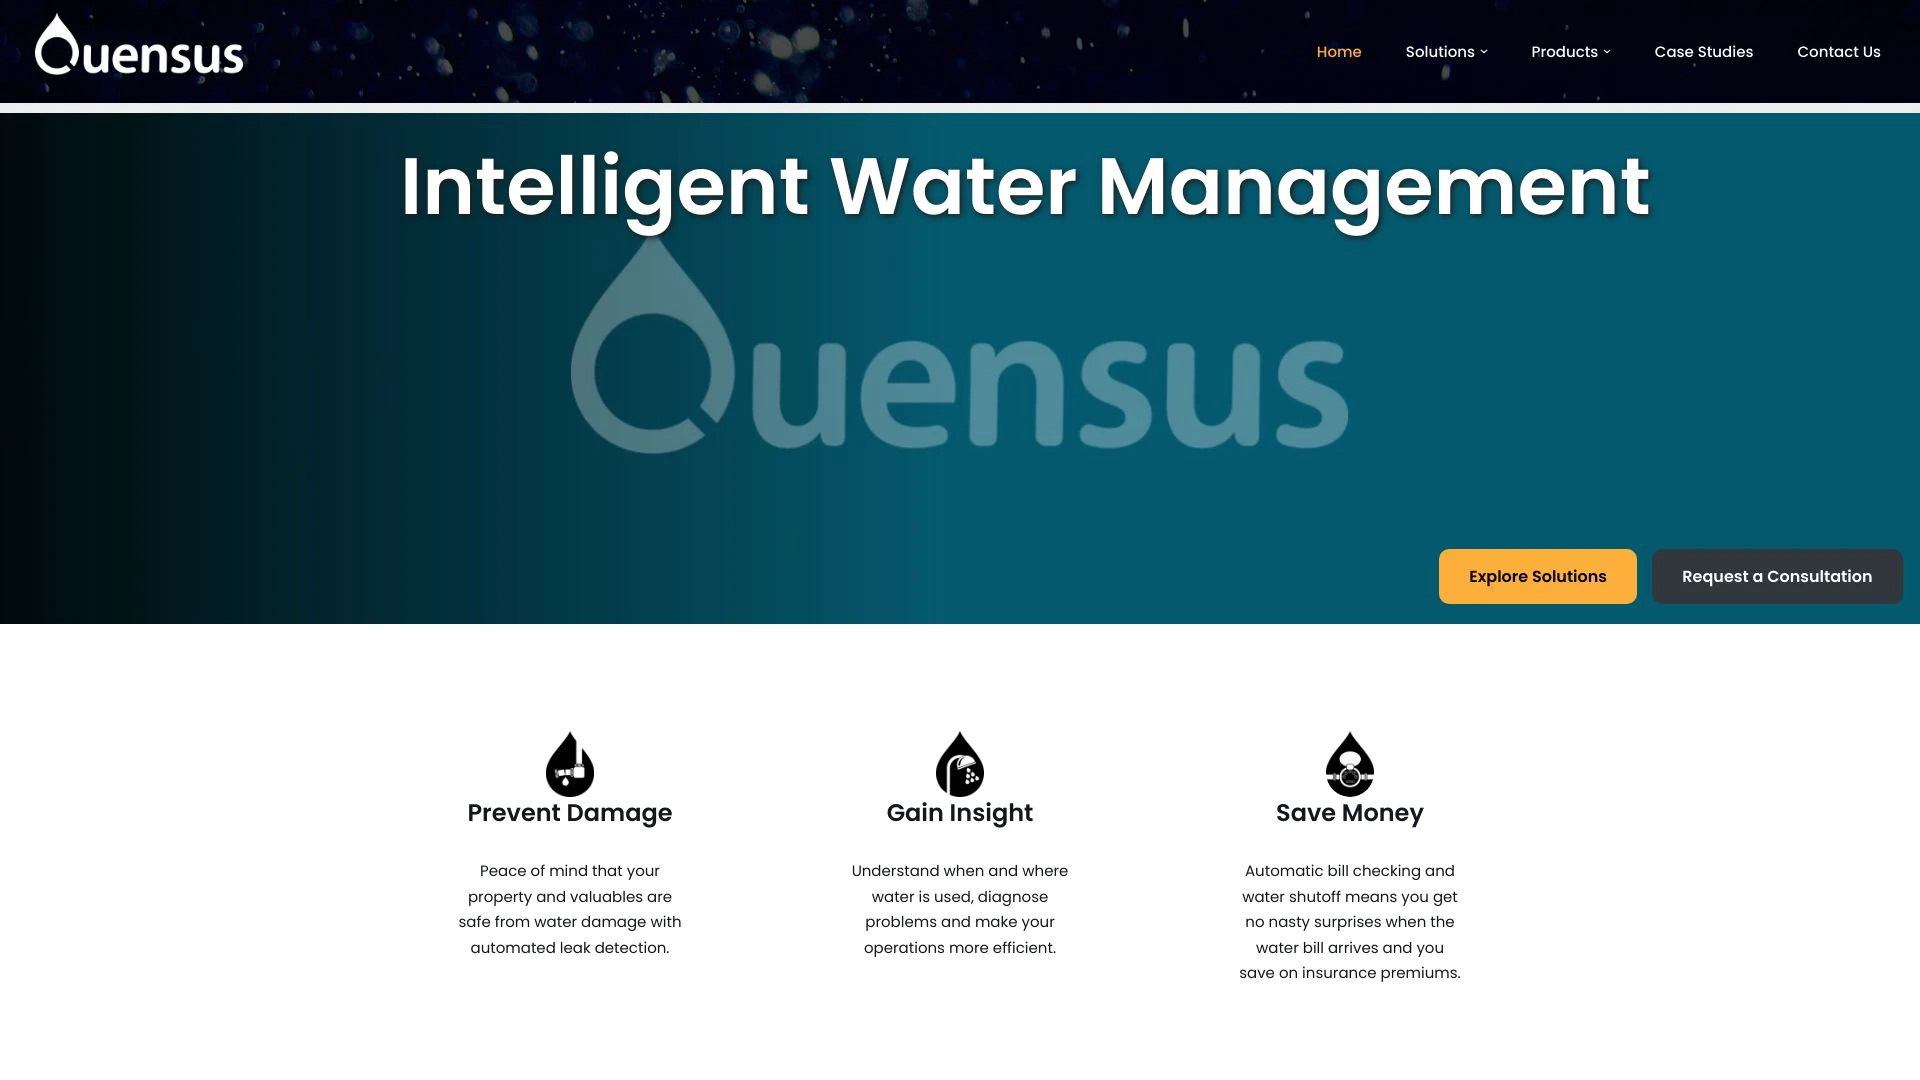 Quensus
Home
Solutions
Products
Case Studies
Contact Us
Intelligent Water Management
Quensus
Explore Solutions
Request a Consultation
Prevent Damage
Peace of mind that your
property and valuables are
safe from water damage with
automated leak detection.
Gain Insight
Understand when and where
water is used, diagnose
problems and make your
operations more efficient.
Save Money
Automatic bill checking and
water shutoff means you get
no nasty surprises when the
water bill arrives and you
save on insurance premiums.